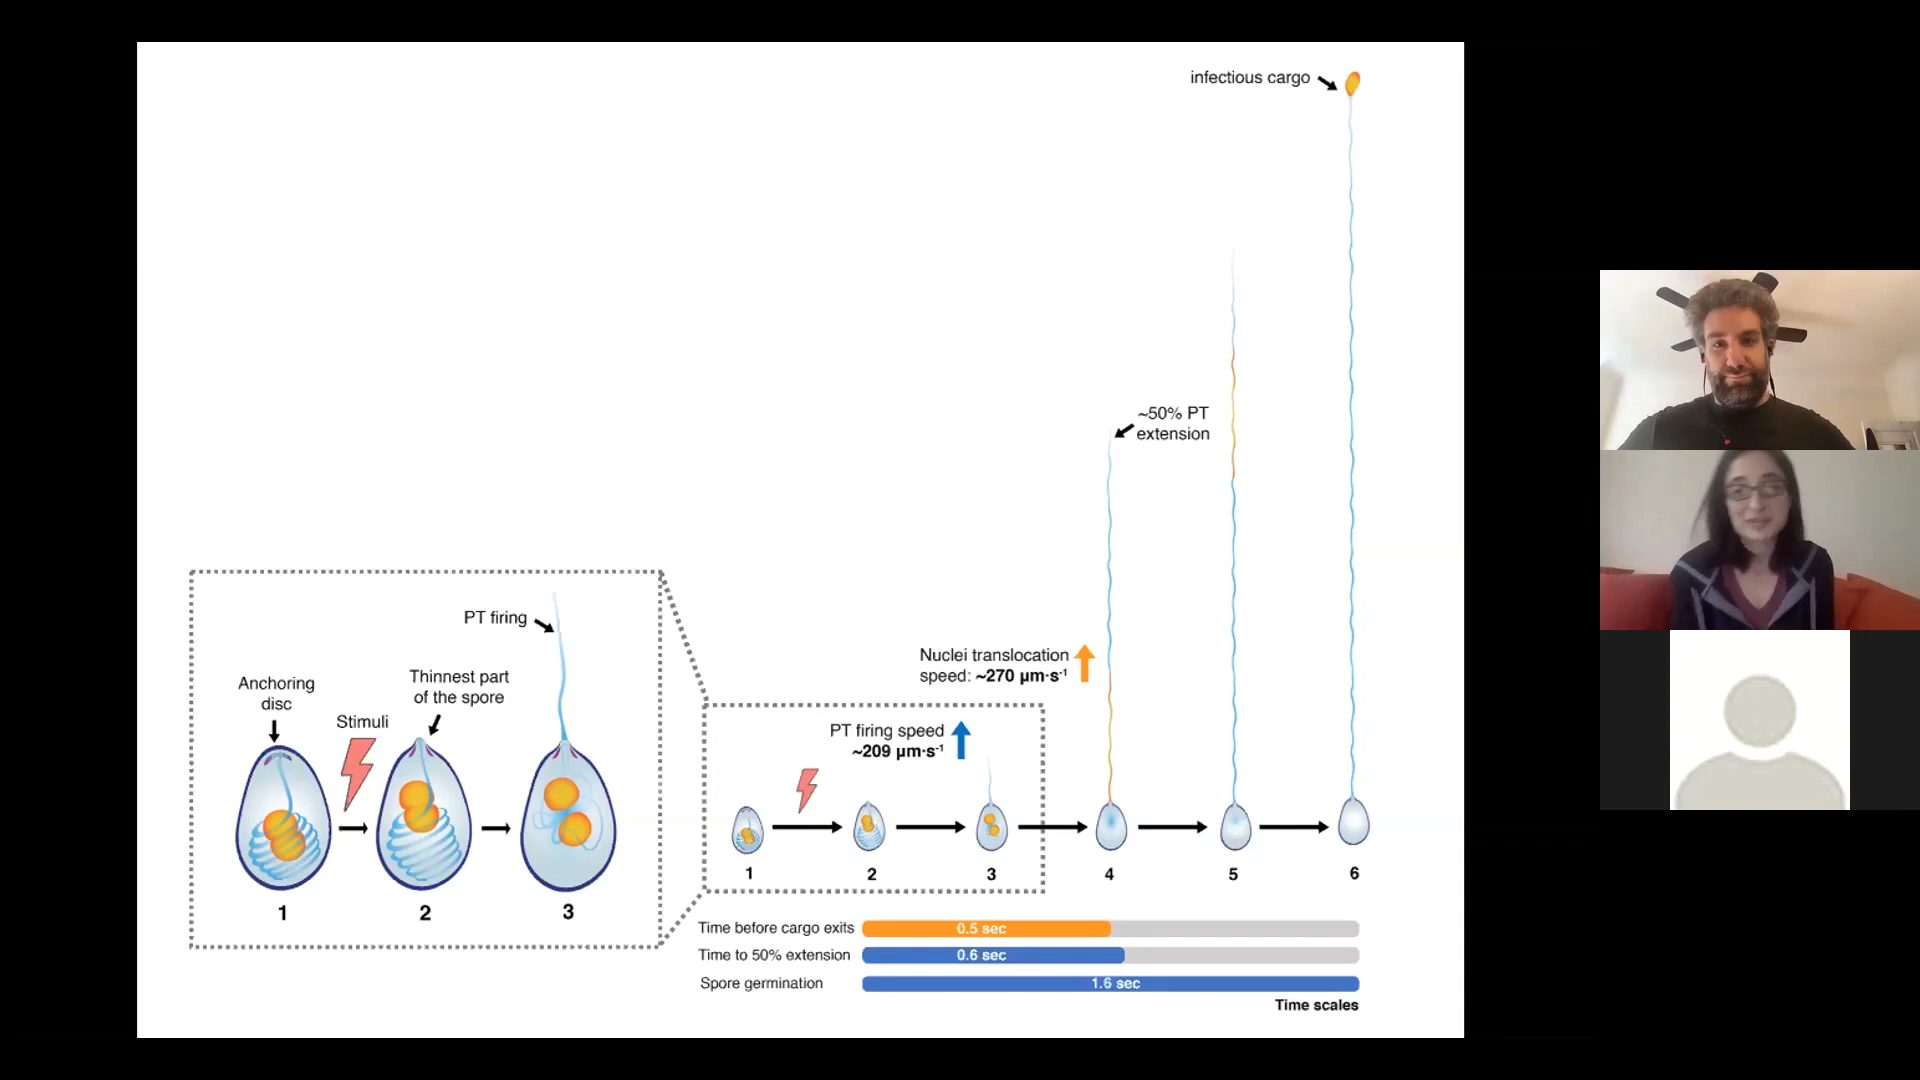 infectious cargo
~50% PT
extension
PT firing
Anchoring
disc
Stimuli
Thinnest part
of the spore
1
2
3
Nuclei translocation
speed: ~270 µm·s⁻¹
PT firing speed
~209 µm·s⁻¹
1
2
3
4
5
6
Time before cargo exits
0.5 sec
Time to 50% extension
0.6 sec
Spore germination
1.6 sec
Time scales